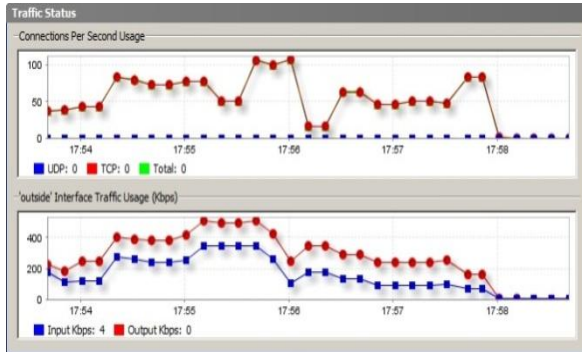 Traffic Status
Connections Per Second Usage
100
50
0
17:54 17:55 17:56 17:57 17:58
UDP: 0 TCP: 0 Total: 0
'outside' Interface Traffic Usage (Kbps)
400
200
0
17:54 17:55 17:56 17:57 17:58
Input Kbps: 4 Output Kbps: 0